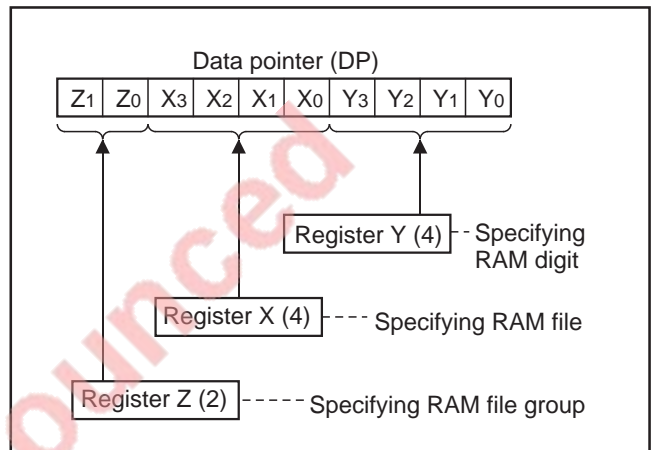 Data pointer (DP)
Z1 Z0 X3 X2 X1 X0 Y3 Y2 Y1 Y0
Register Y (4) Specifying
RAM digit
Register X (4) Specifying RAM file
Register Z (2) Specifying RAM file group
ounced